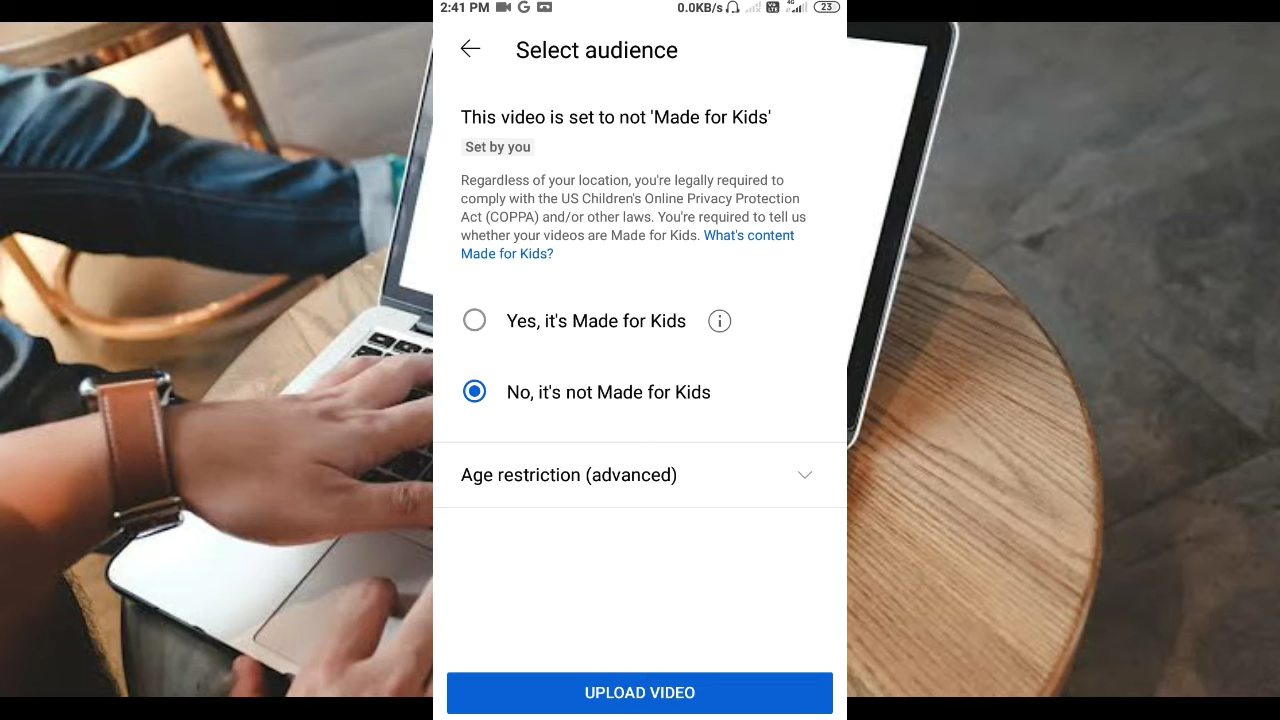 2:41 PM 0.0KB/s 4G 23
Select audience
This video is set to not 'Made for Kids'
Set by you
Regardless of your location, you're legally required to
comply with the US Children's Online Privacy Protection
Act (COPPA) and/or other laws. You're required to tell us
whether your videos are Made for Kids. What's content
Made for Kids?
Yes, it's Made for Kids
No, it's not Made for Kids
Age restriction (advanced)
UPLOAD VIDEO